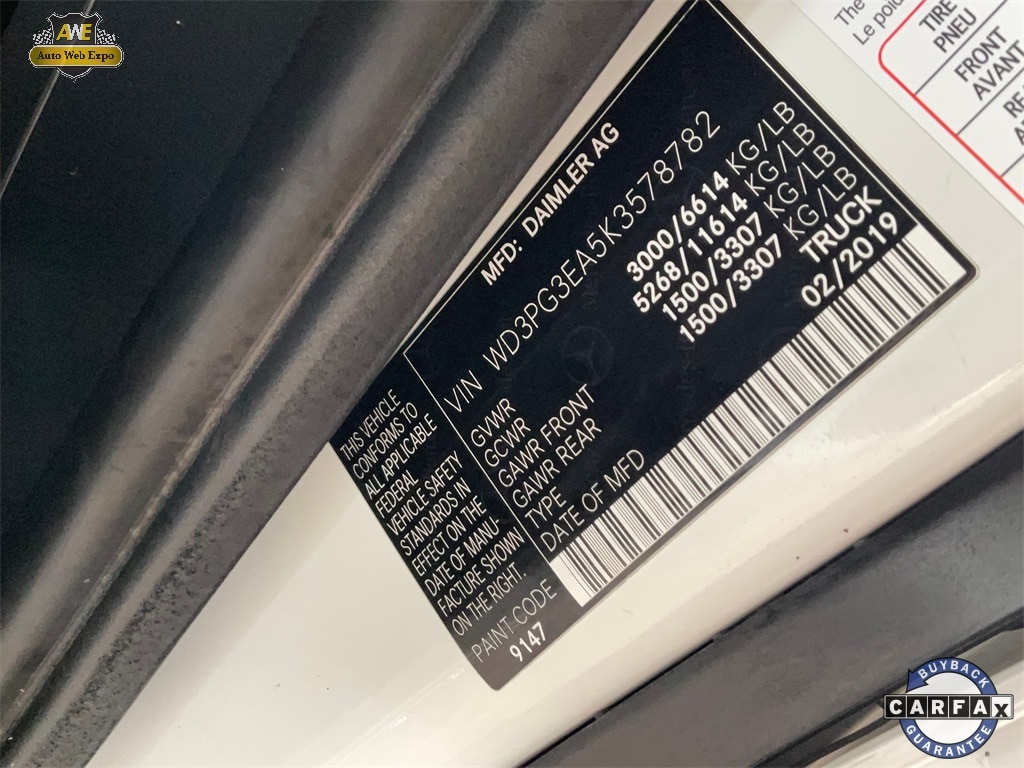 AWE
Auto Web Expo
The
Le poid
TIRE
PNEU
FRONT
AVANT
MFD: DAIMLER AG
VIN WD3PG3EA5K3578782
GVWR 3000/6614 KG/LB
GCWR 5268/11614 KG/LB
GAWR FRONT 1500/3307 KG/LB
GAWR REAR 1500/3307 KG/LB
TYPE TRUCK
DATE OF MFD 02/2019
THIS VEHICLE
CONFORMS TO
ALL APPLICABLE
FEDERAL
VEHICLE SAFETY
STANDARDS IN
EFFECT ON THE
DATE OF MANU-
FACTURE SHOWN
ON THE RIGHT.
PAINT CODE
9147
BUYBACK
CARFAX
GUARANTEE